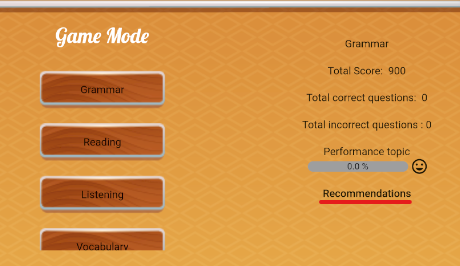 Game Mode
Grammar
Reading
Listening
Vocabulary
Grammar
Total Score: 900
Total correct questions: 0
Total incorrect questions : 0
Performance topic
0.0 %
Recommendations